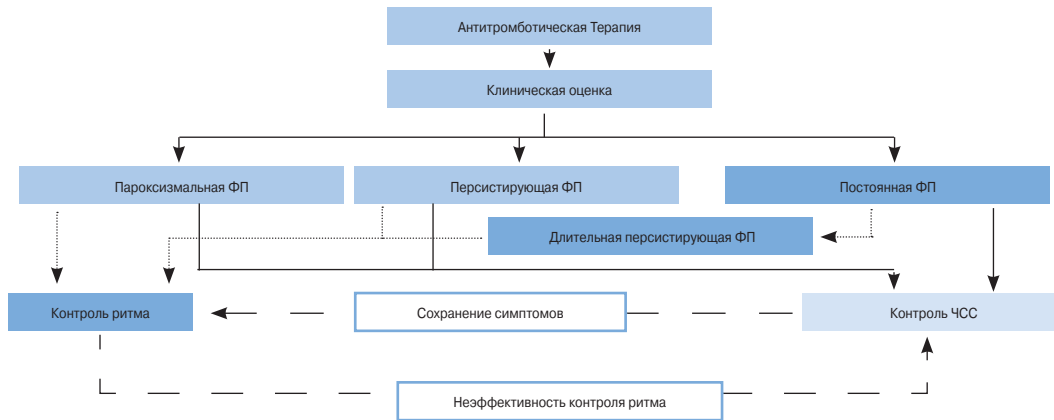 Антитромботическая Терапия
Клиническая оценка
Пароксизмальная ФП
Персистирующая ФП
Постоянная ФП
Длительная персистирующая ФП
Контроль ритма
Сохранение симптомов
Контроль ЧСС
Неэффективность контроля ритма